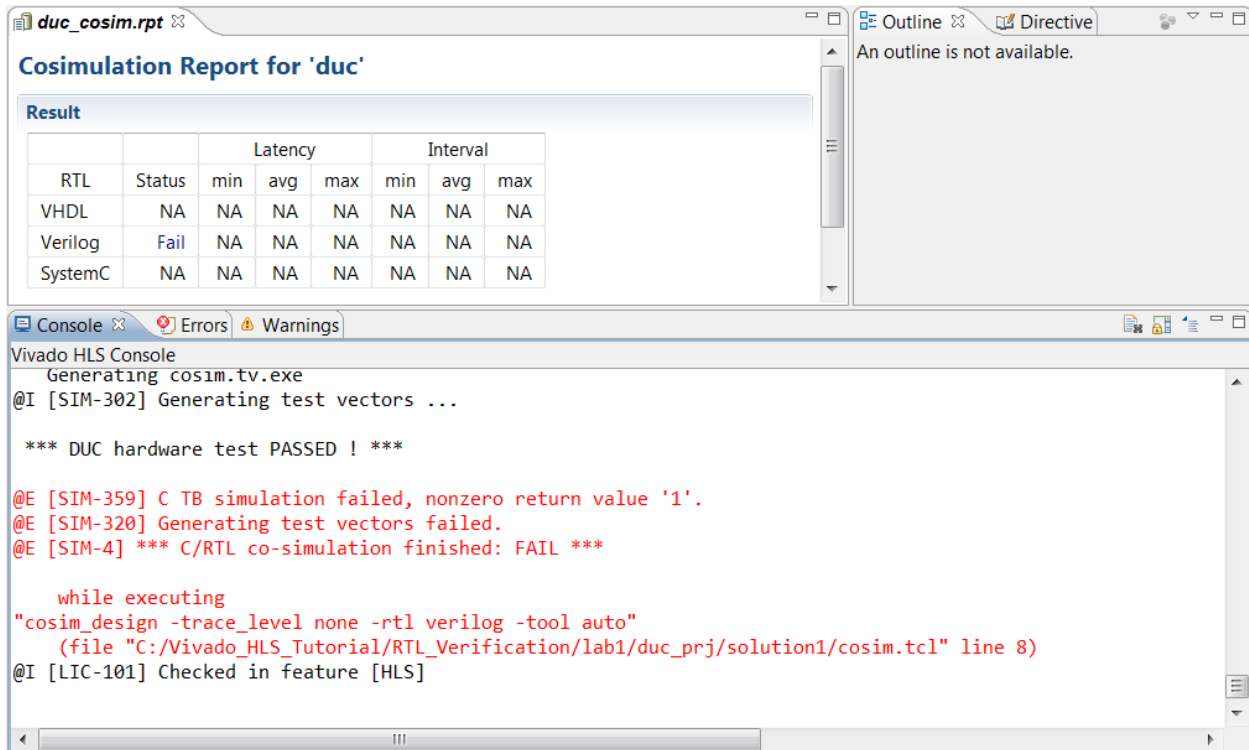 duc_cosim.rpt
Outline Directive
An outline is not available.
Cosimulation Report for 'duc'
Result
Latency Interval
RTL Status min avg max min avg max
VHDL NA NA NA NA NA NA NA
Verilog Fail NA NA NA NA NA NA
SystemC NA NA NA NA NA NA NA
Console Errors Warnings
Vivado HLS Console
Generating cosim.tv.exe
@I [SIM-302] Generating test vectors ...
*** DUC hardware test PASSED ! ***
@E [SIM-359] C TB simulation failed, nonzero return value '1'.
@E [SIM-320] Generating test vectors failed.
@E [SIM-4] *** C/RTL co-simulation finished: FAIL ***
while executing
"cosim_design -trace_level none -rtl verilog -tool auto"
(file "C:/Vivado_HLS_Tutorial/RTL_Verification/lab1/duc_prj/solution1/cosim.tcl" line 8)
@I [LIC-101] Checked in feature [HLS]